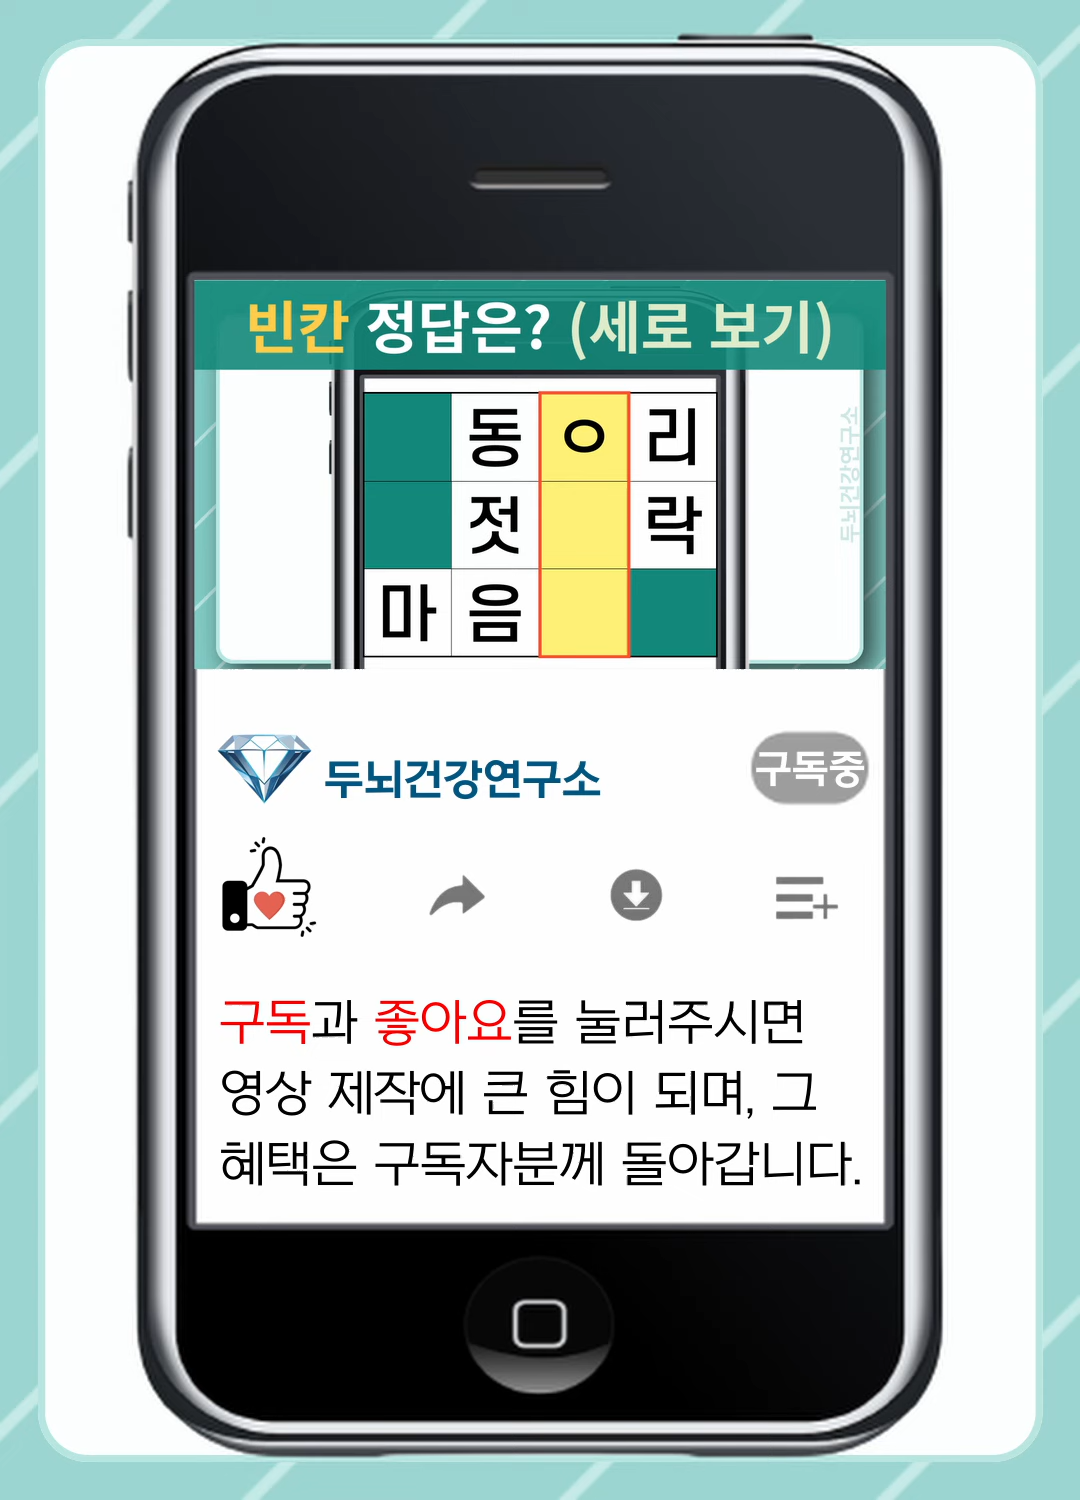 빈칸 정답은? (세로 보기)
동 ㅇ 리
젓 락
마 음
두뇌건강연구소
두뇌건강연구소
구독중
구독과 좋아요를 눌러주시면
영상 제작에 큰 힘이 되며, 그
혜택은 구독자분께 돌아갑니다.